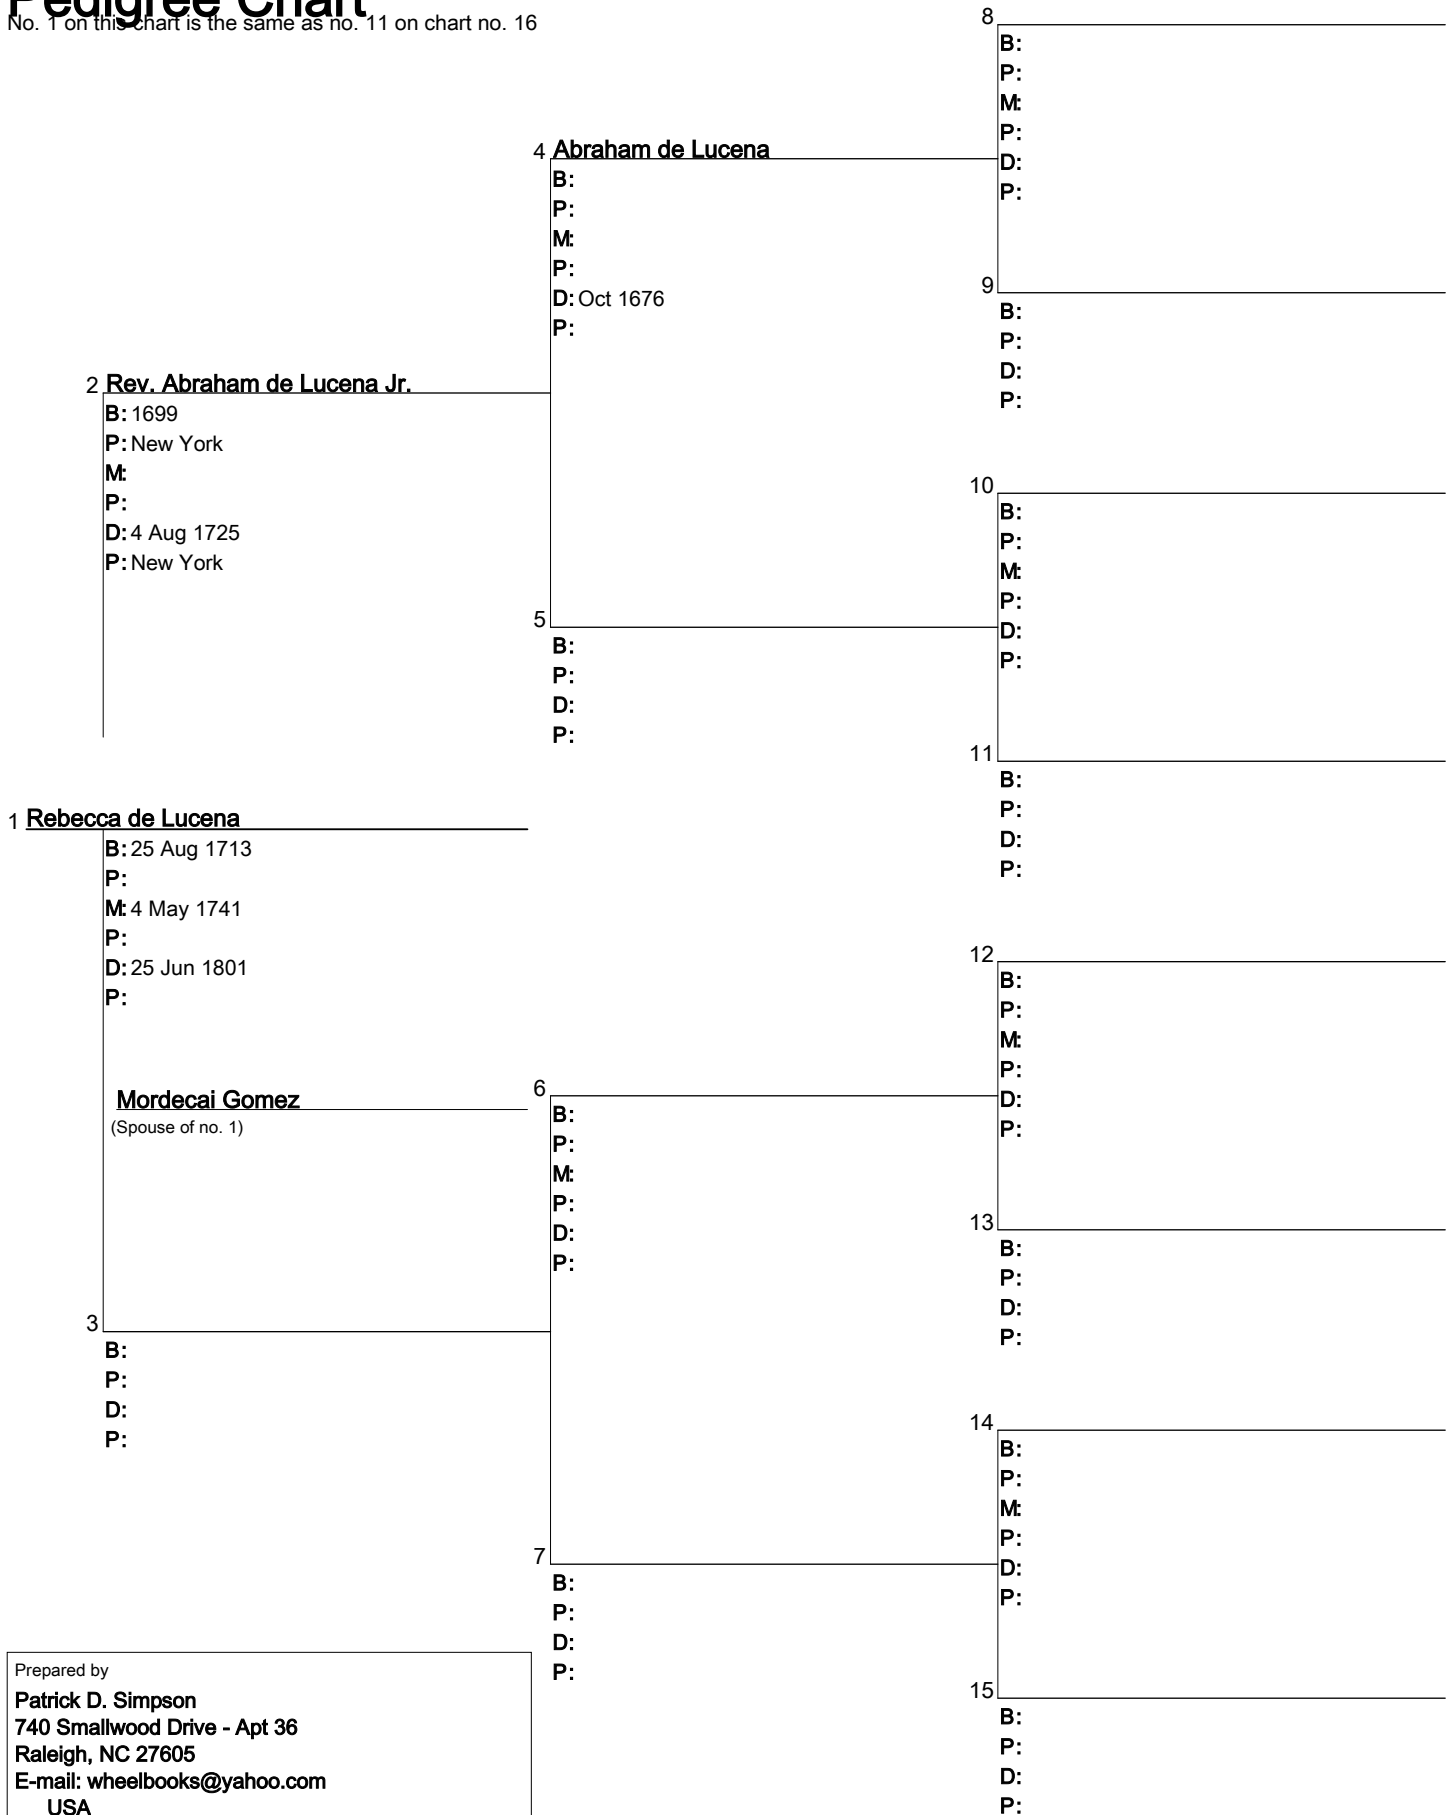 Pedigree Chart
No. 1 on this chart is the same as no. 11 on chart no. 16
8
B:
P:
M:
P:
D:
P:
4 Abraham de Lucena
B:
P:
M:
P:
D: Oct 1676
P:
9
B:
P:
D:
P:
2 Rev. Abraham de Lucena Jr.
B: 1699
P: New York
M:
P:
D: 4 Aug 1725
P: New York
10
B:
P:
M:
P:
D:
P:
5
B:
P:
D:
P:
11
B:
P:
D:
P:
1 Rebecca de Lucena
B: 25 Aug 1713
P:
M: 4 May 1741
P:
D: 25 Jun 1801
P:
12
B:
P:
M:
P:
D:
P:
Mordecai Gomez
(Spouse of no. 1)
6
B:
P:
M:
P:
D:
P:
13
B:
P:
D:
P:
3
B:
P:
D:
P:
14
B:
P:
M:
P:
D:
P:
7
B:
P:
D:
P:
15
B:
P:
D:
P:
Prepared by
Patrick D. Simpson
740 Smallwood Drive - Apt 36
Raleigh, NC 27605
E-mail: wheelbooks@yahoo.com
USA